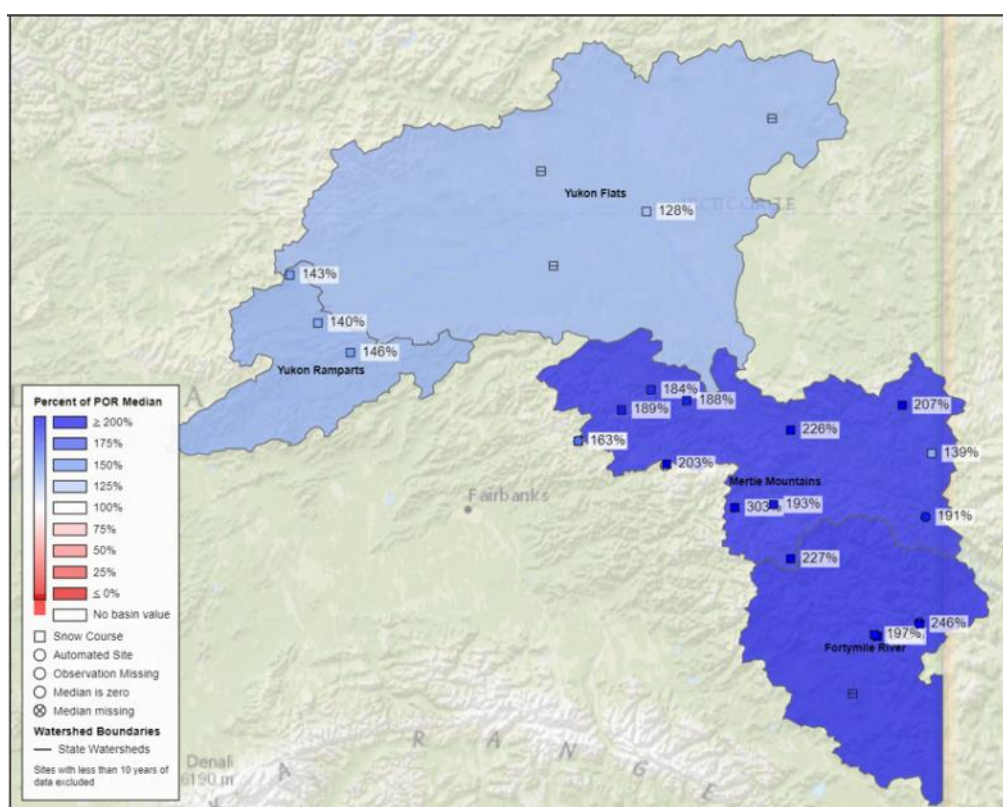 Yukon Flats
ARCTIC CIRCLE
128%
143%
140%
146%
Yukon Ramparts
184%
188%
189%
163%
203%
226%
207%
139%
Mertie Mountains
303%
193%
191%
227%
246%
197%
Fortymile River
Fairbanks
A
Percent of POR Median
≥ 200%
175%
150%
125%
100%
75%
50%
25%
≤ 0%
No basin value
Snow Course
Automated Site
Observation Missing
Median is zero
Median missing
Watershed Boundaries
State Watersheds
Sites with less than 10 years of
data excluded
Denali
6190 m
A R A N G E